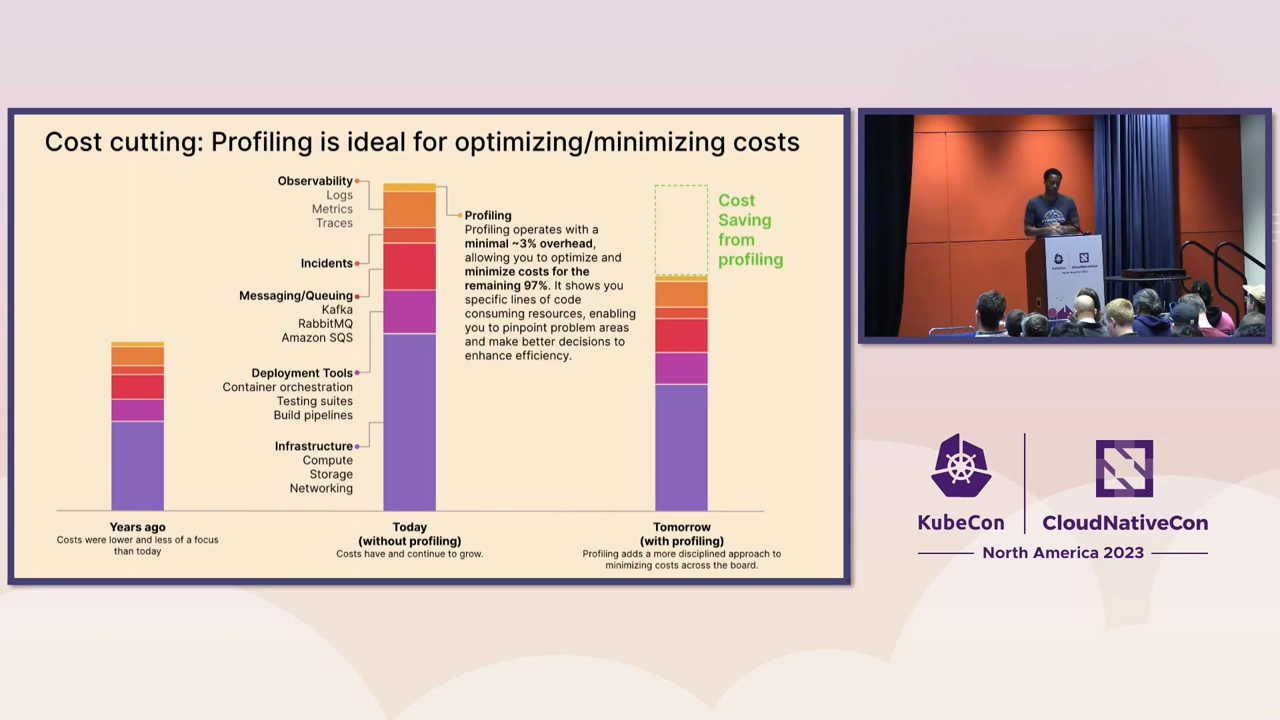 Cost cutting: Profiling is ideal for optimizing/minimizing costs
Observability
Logs
Metrics
Traces
Incidents
Messaging/Queuing
Kafka
RabbitMQ
Amazon SQS
Deployment Tools
Container orchestration
Testing suites
Build pipelines
Infrastructure
Compute
Storage
Networking
Profiling
Profiling operates with a
minimal ~3% overhead,
allowing you to optimize and
minimize costs for the
remaining 97%. It shows you
specific lines of code
consuming resources, enabling
you to pinpoint problem areas
and make better decisions to
enhance efficiency.
Cost
Saving
from
profiling
Years ago
Costs were lower and less of a focus
than today
Today
(without profiling)
Costs have and continue to grow.
Tomorrow
(with profiling)
Profiling adds a more disciplined approach to
minimizing costs across the board.
KubeCon
CloudNativeCon
KubeCon
CloudNativeCon
North America 2023